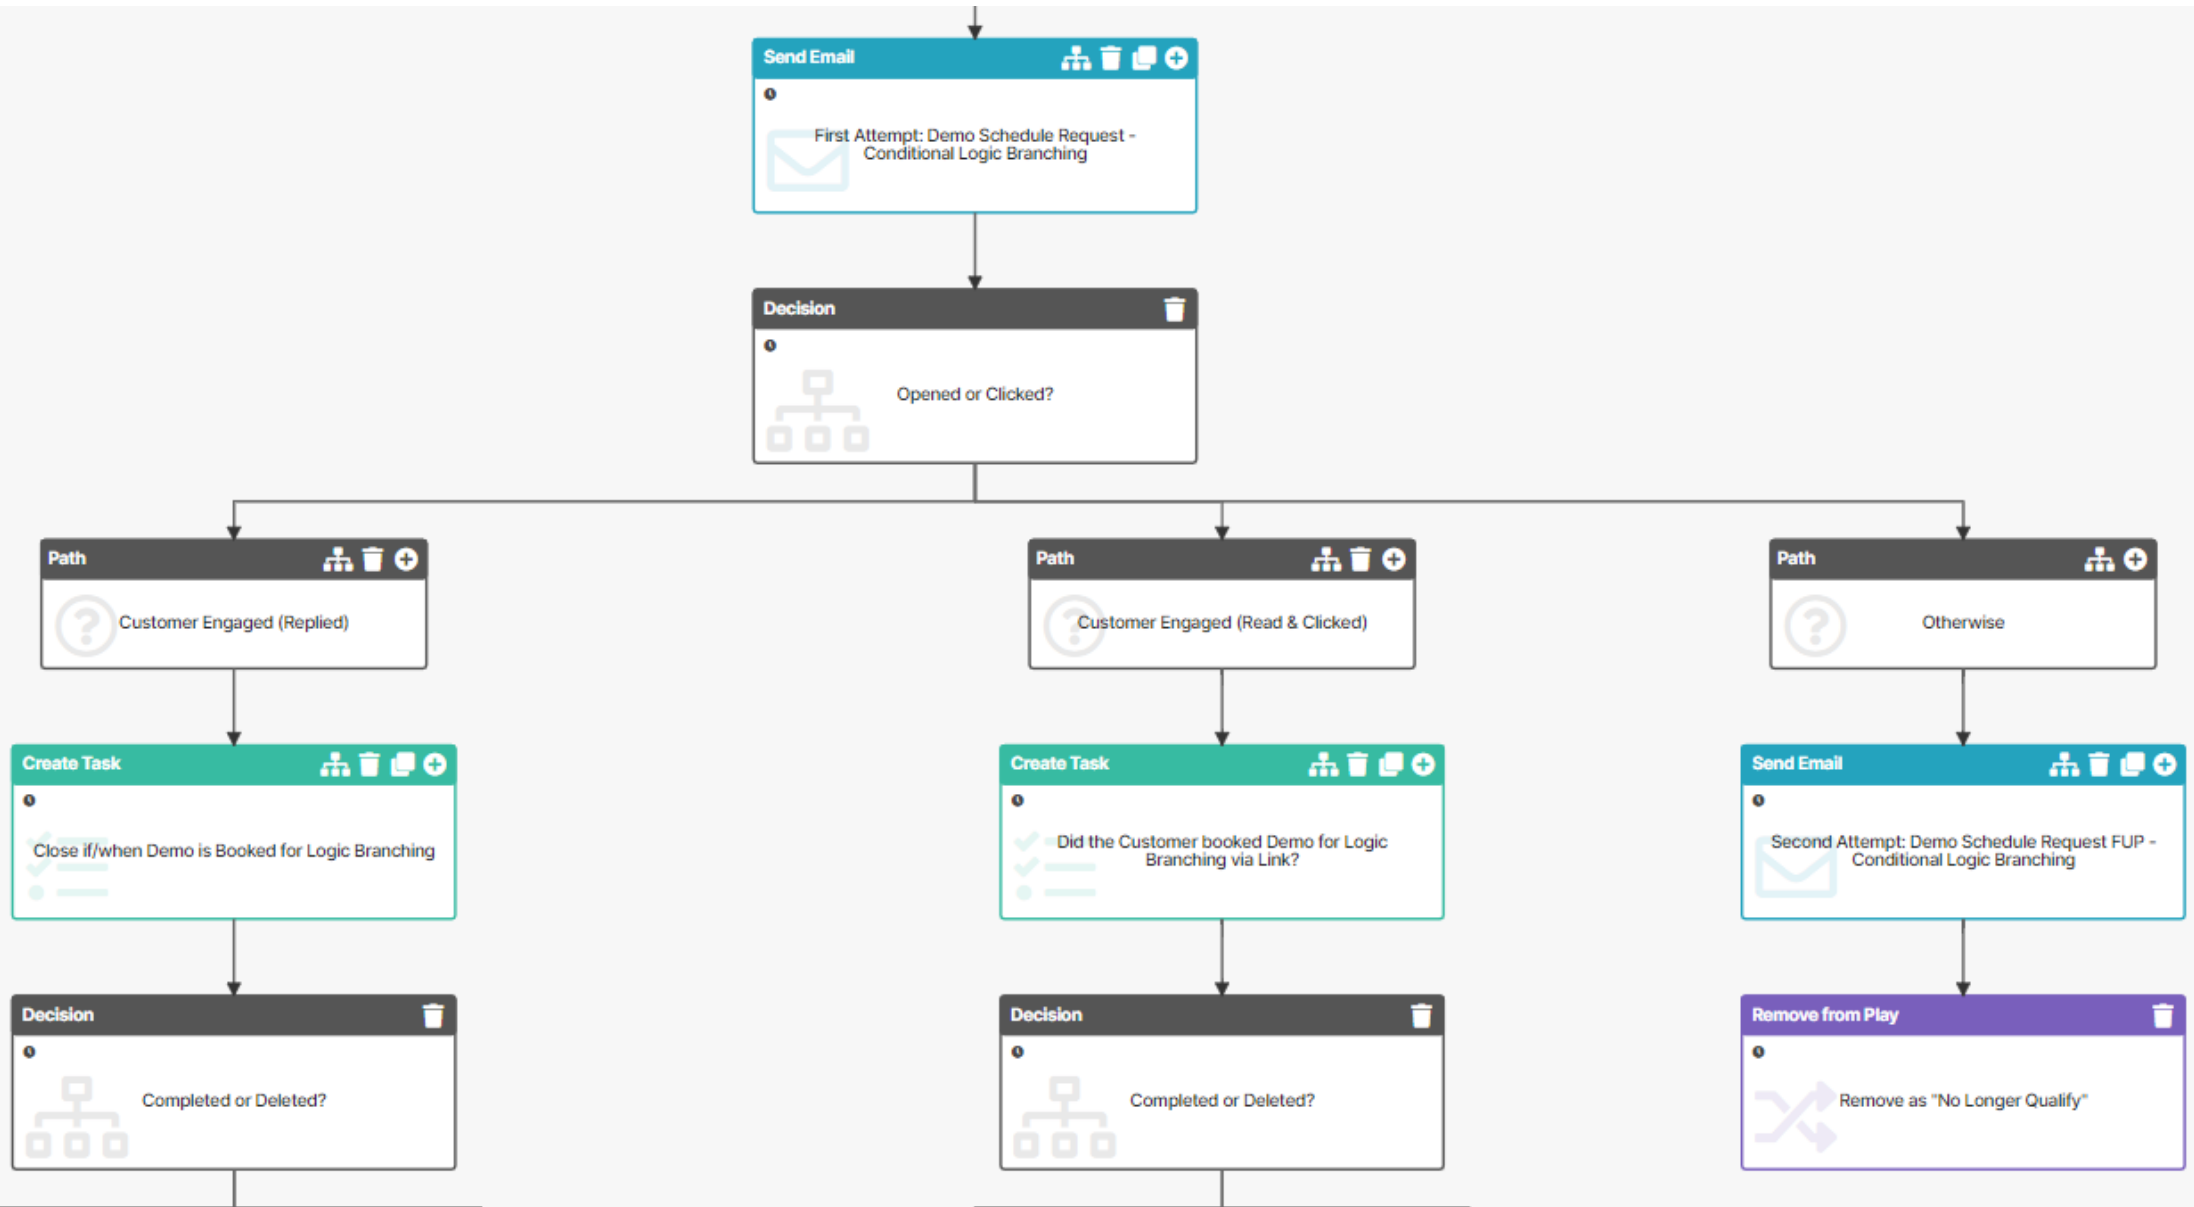 Send Email
First Attempt: Demo Schedule Request -
Conditional Logic Branching
Decision
Opened or Clicked?
Path
Customer Engaged (Replied)
Path
Customer Engaged (Read & Clicked)
Path
Otherwise
Create Task
Close if/when Demo is Booked for Logic Branching
Create Task
Did the Customer booked Demo for Logic
Branching via Link?
Send Email
Second Attempt: Demo Schedule Request FUP -
Conditional Logic Branching
Decision
Completed or Deleted?
Decision
Completed or Deleted?
Remove from Play
Remove as "No Longer Qualify"